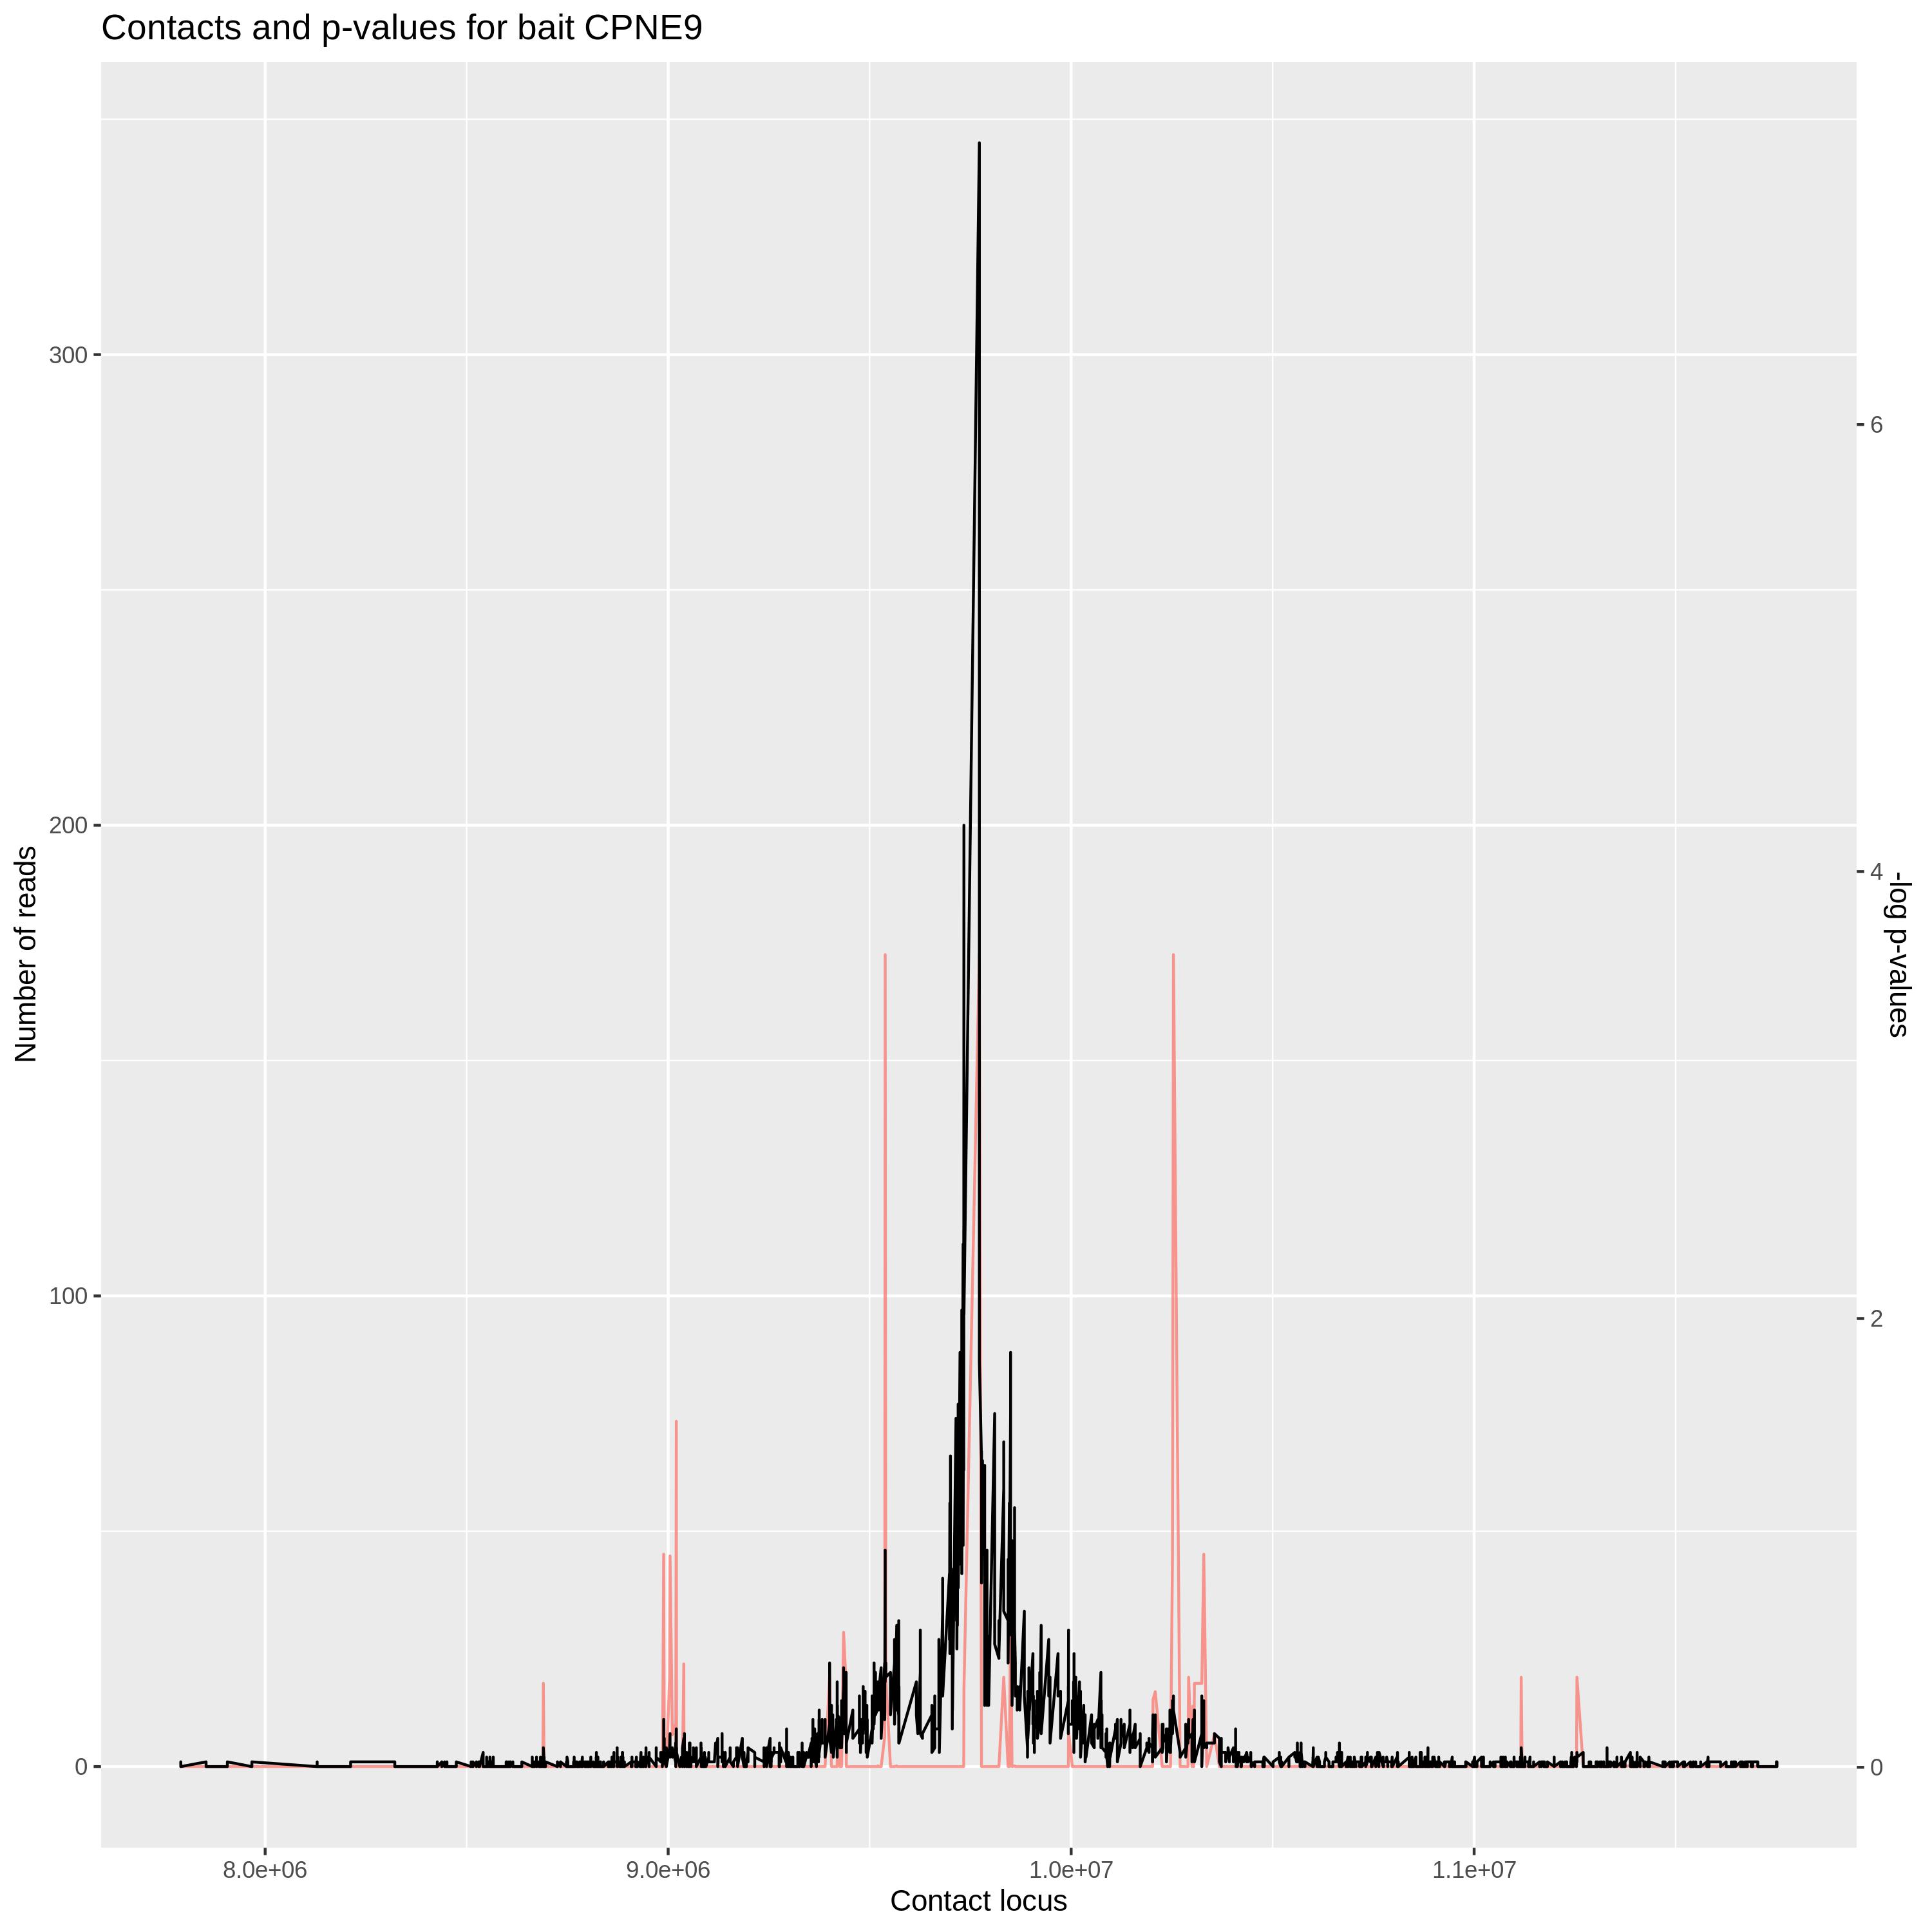 Contacts and p-values for bait CPNE9
Number of reads
300
200
100
0
6
4
2
0
-log p-values
8.0e+06
9.0e+06
1.0e+07
1.1e+07
Contact locus